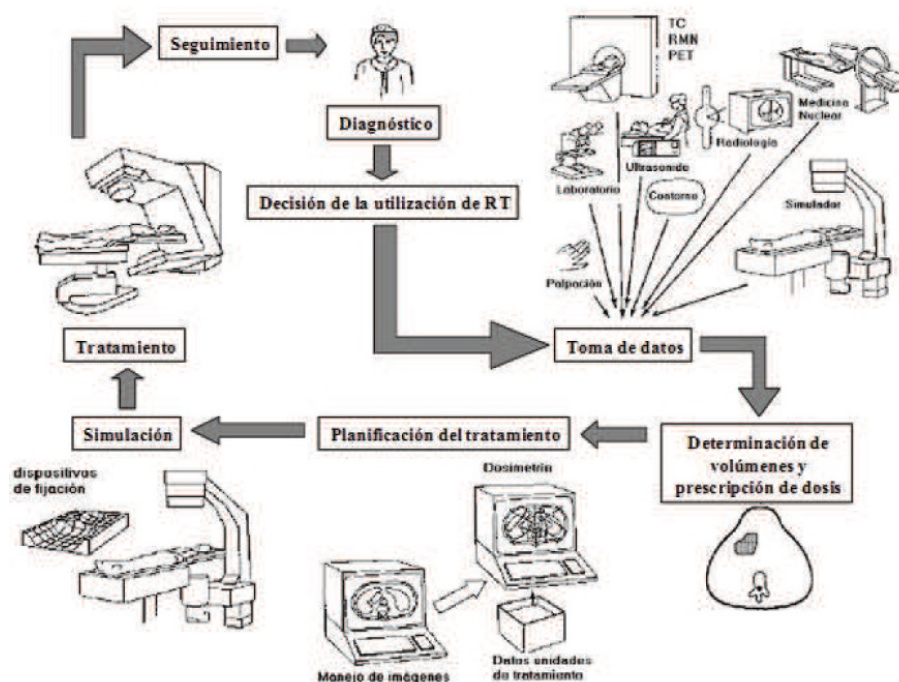 Seguimiento
Diagnóstico
Decisión de la utilización de RT
TC
RMN
PET
Medicina
Nuclear
Radiología
Ultrasonido
Laboratorio
Contorno
Simulador
Palpación
Toma de datos
Tratamiento
Simulación
Planificación del tratamiento
Determinación de
volúmenes y
prescripción de dosis
dispositivos
de fijación
Dosimetría
Manejo de imágenes
Datos unidades
de tratamiento